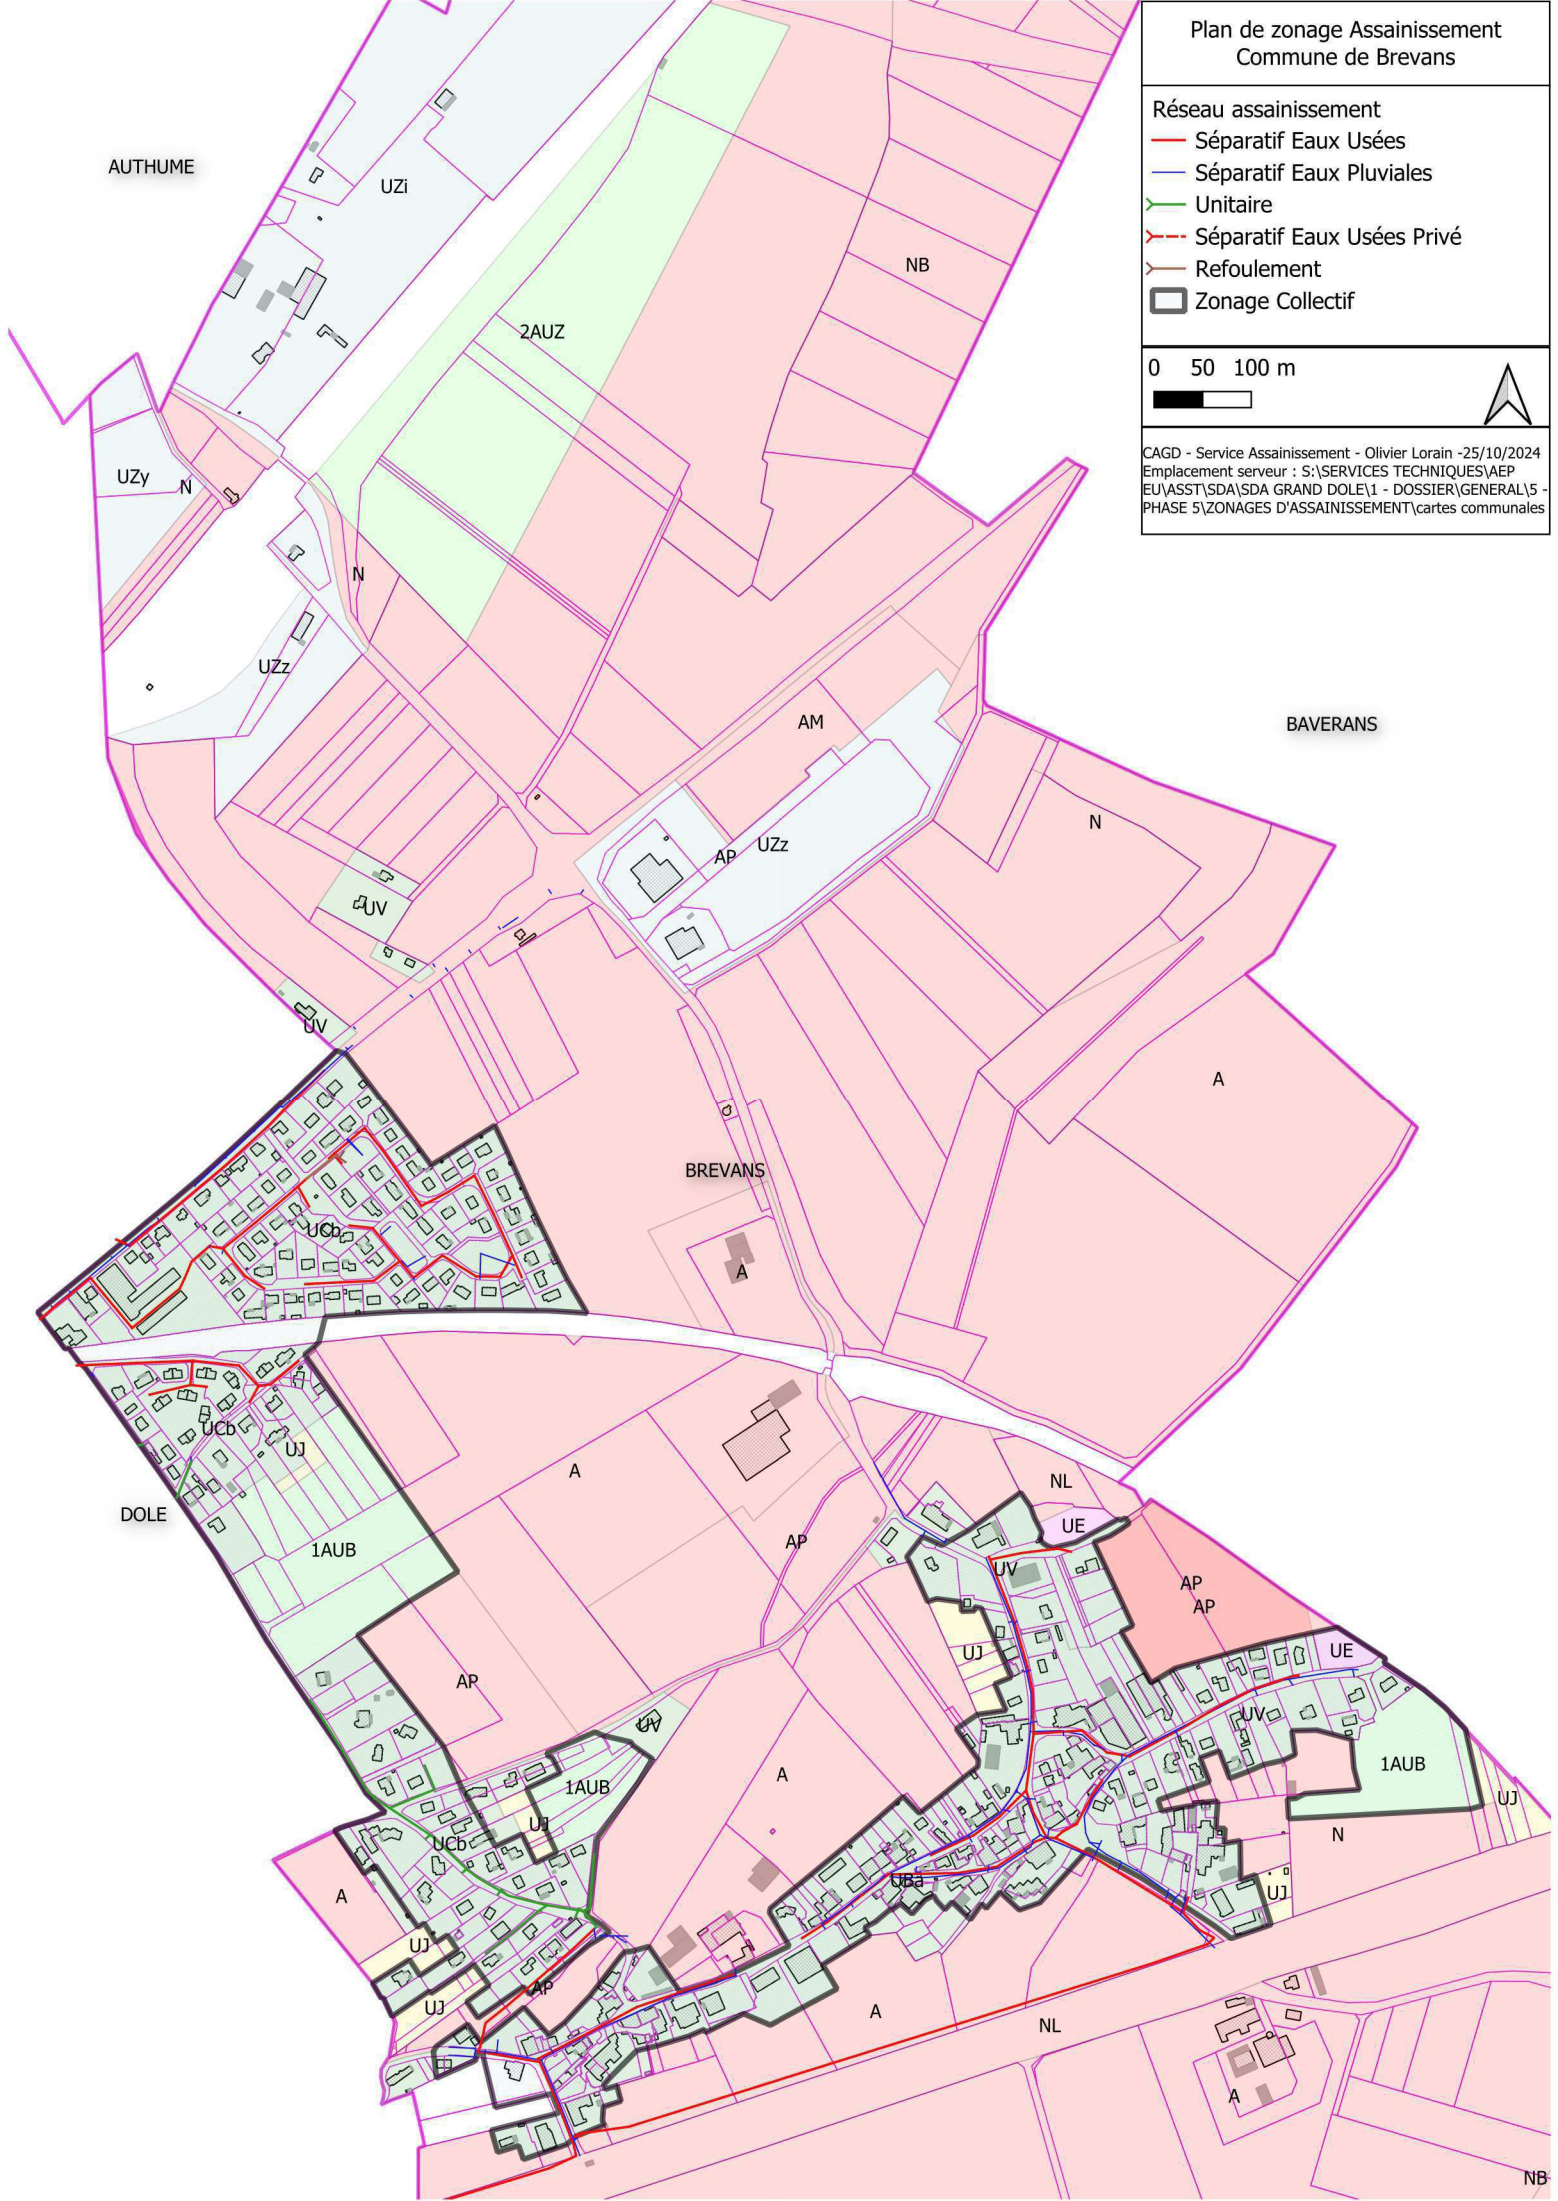 Plan de zonage Assainissement
Commune de Brevans
Réseau assainissement
Séparatif Eaux Usées
Séparatif Eaux Pluviales
Unitaire
Séparatif Eaux Usées Privé
Refoulement
Zonage Collectif
0 50 100 m
CAGD - Service Assainissement - Olivier Lorain -25/10/2024
Emplacement serveur : S:\SERVICES TECHNIQUES\AEP
EU\ASST\SDA\SDA GRAND DOLE\1 - DOSSIER\GENERAL\5 -
PHASE 5\ZONAGES D'ASSAINISSEMENT\cartes communales
AUTHUME
UZi
NB
2AUZ
UZy
N
N
UZz
AM
BAVERANS
N
AP
UZz
UV
UV
A
BREVANS
UCb
A
UCb
UJ
A
NL
DOLE
UE
1AUB
AP
UV
AP
AP
UJ
UE
AP
UV
UV
1AUB
A
1AUB
UJ
UJ
N
UCb
UBa
UJ
A
UJ
AP
UJ
A
NL
A
NB